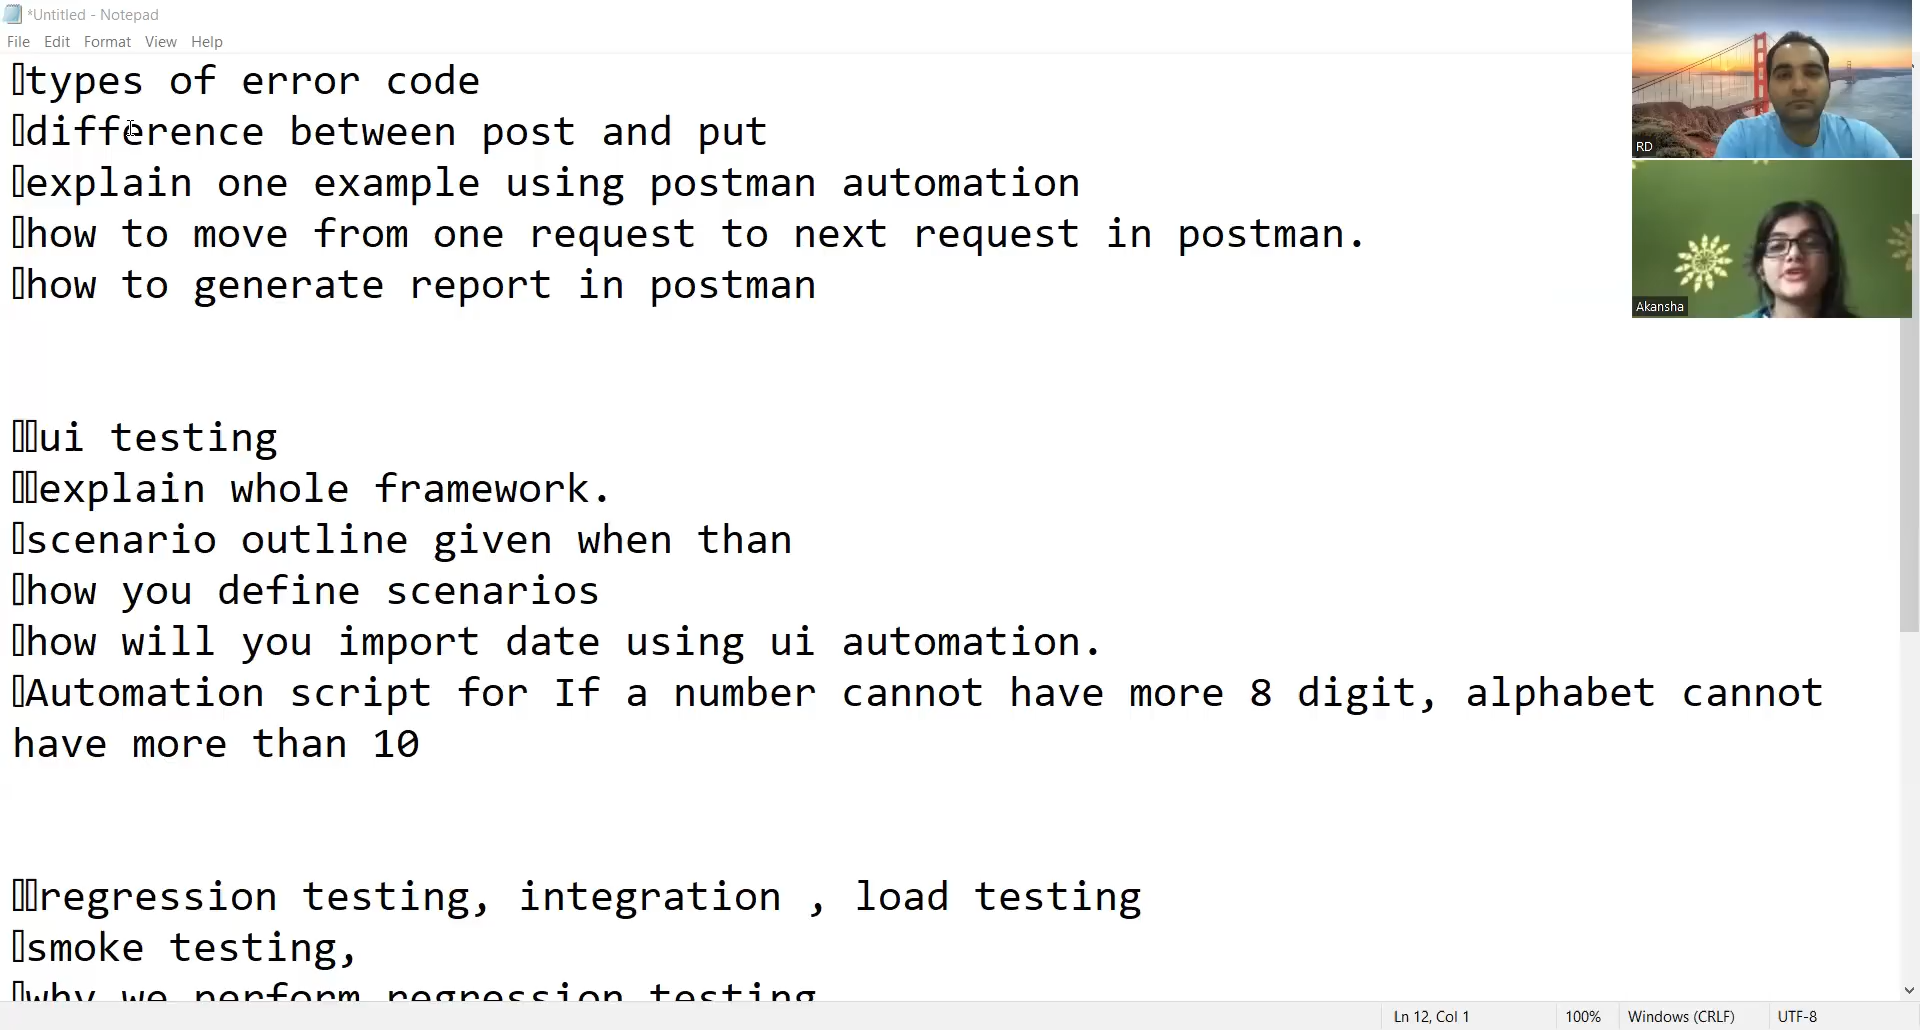 *Untitled - Notepad
File Edit Format View Help
types of error code
difference between post and put
explain one example using postman automation
how to move from one request to next request in postman.
how to generate report in postman
ui testing
explain whole framework.
scenario outline given when than
how you define scenarios
how will you import date using ui automation.
Automation script for If a number cannot have more 8 digit, alphabet cannot
have more than 10
regression testing, integration , load testing
smoke testing,
why we perform regression testing
RD
Akansha
Ln 12, Col 1 100% Windows (CRLF) UTF-8